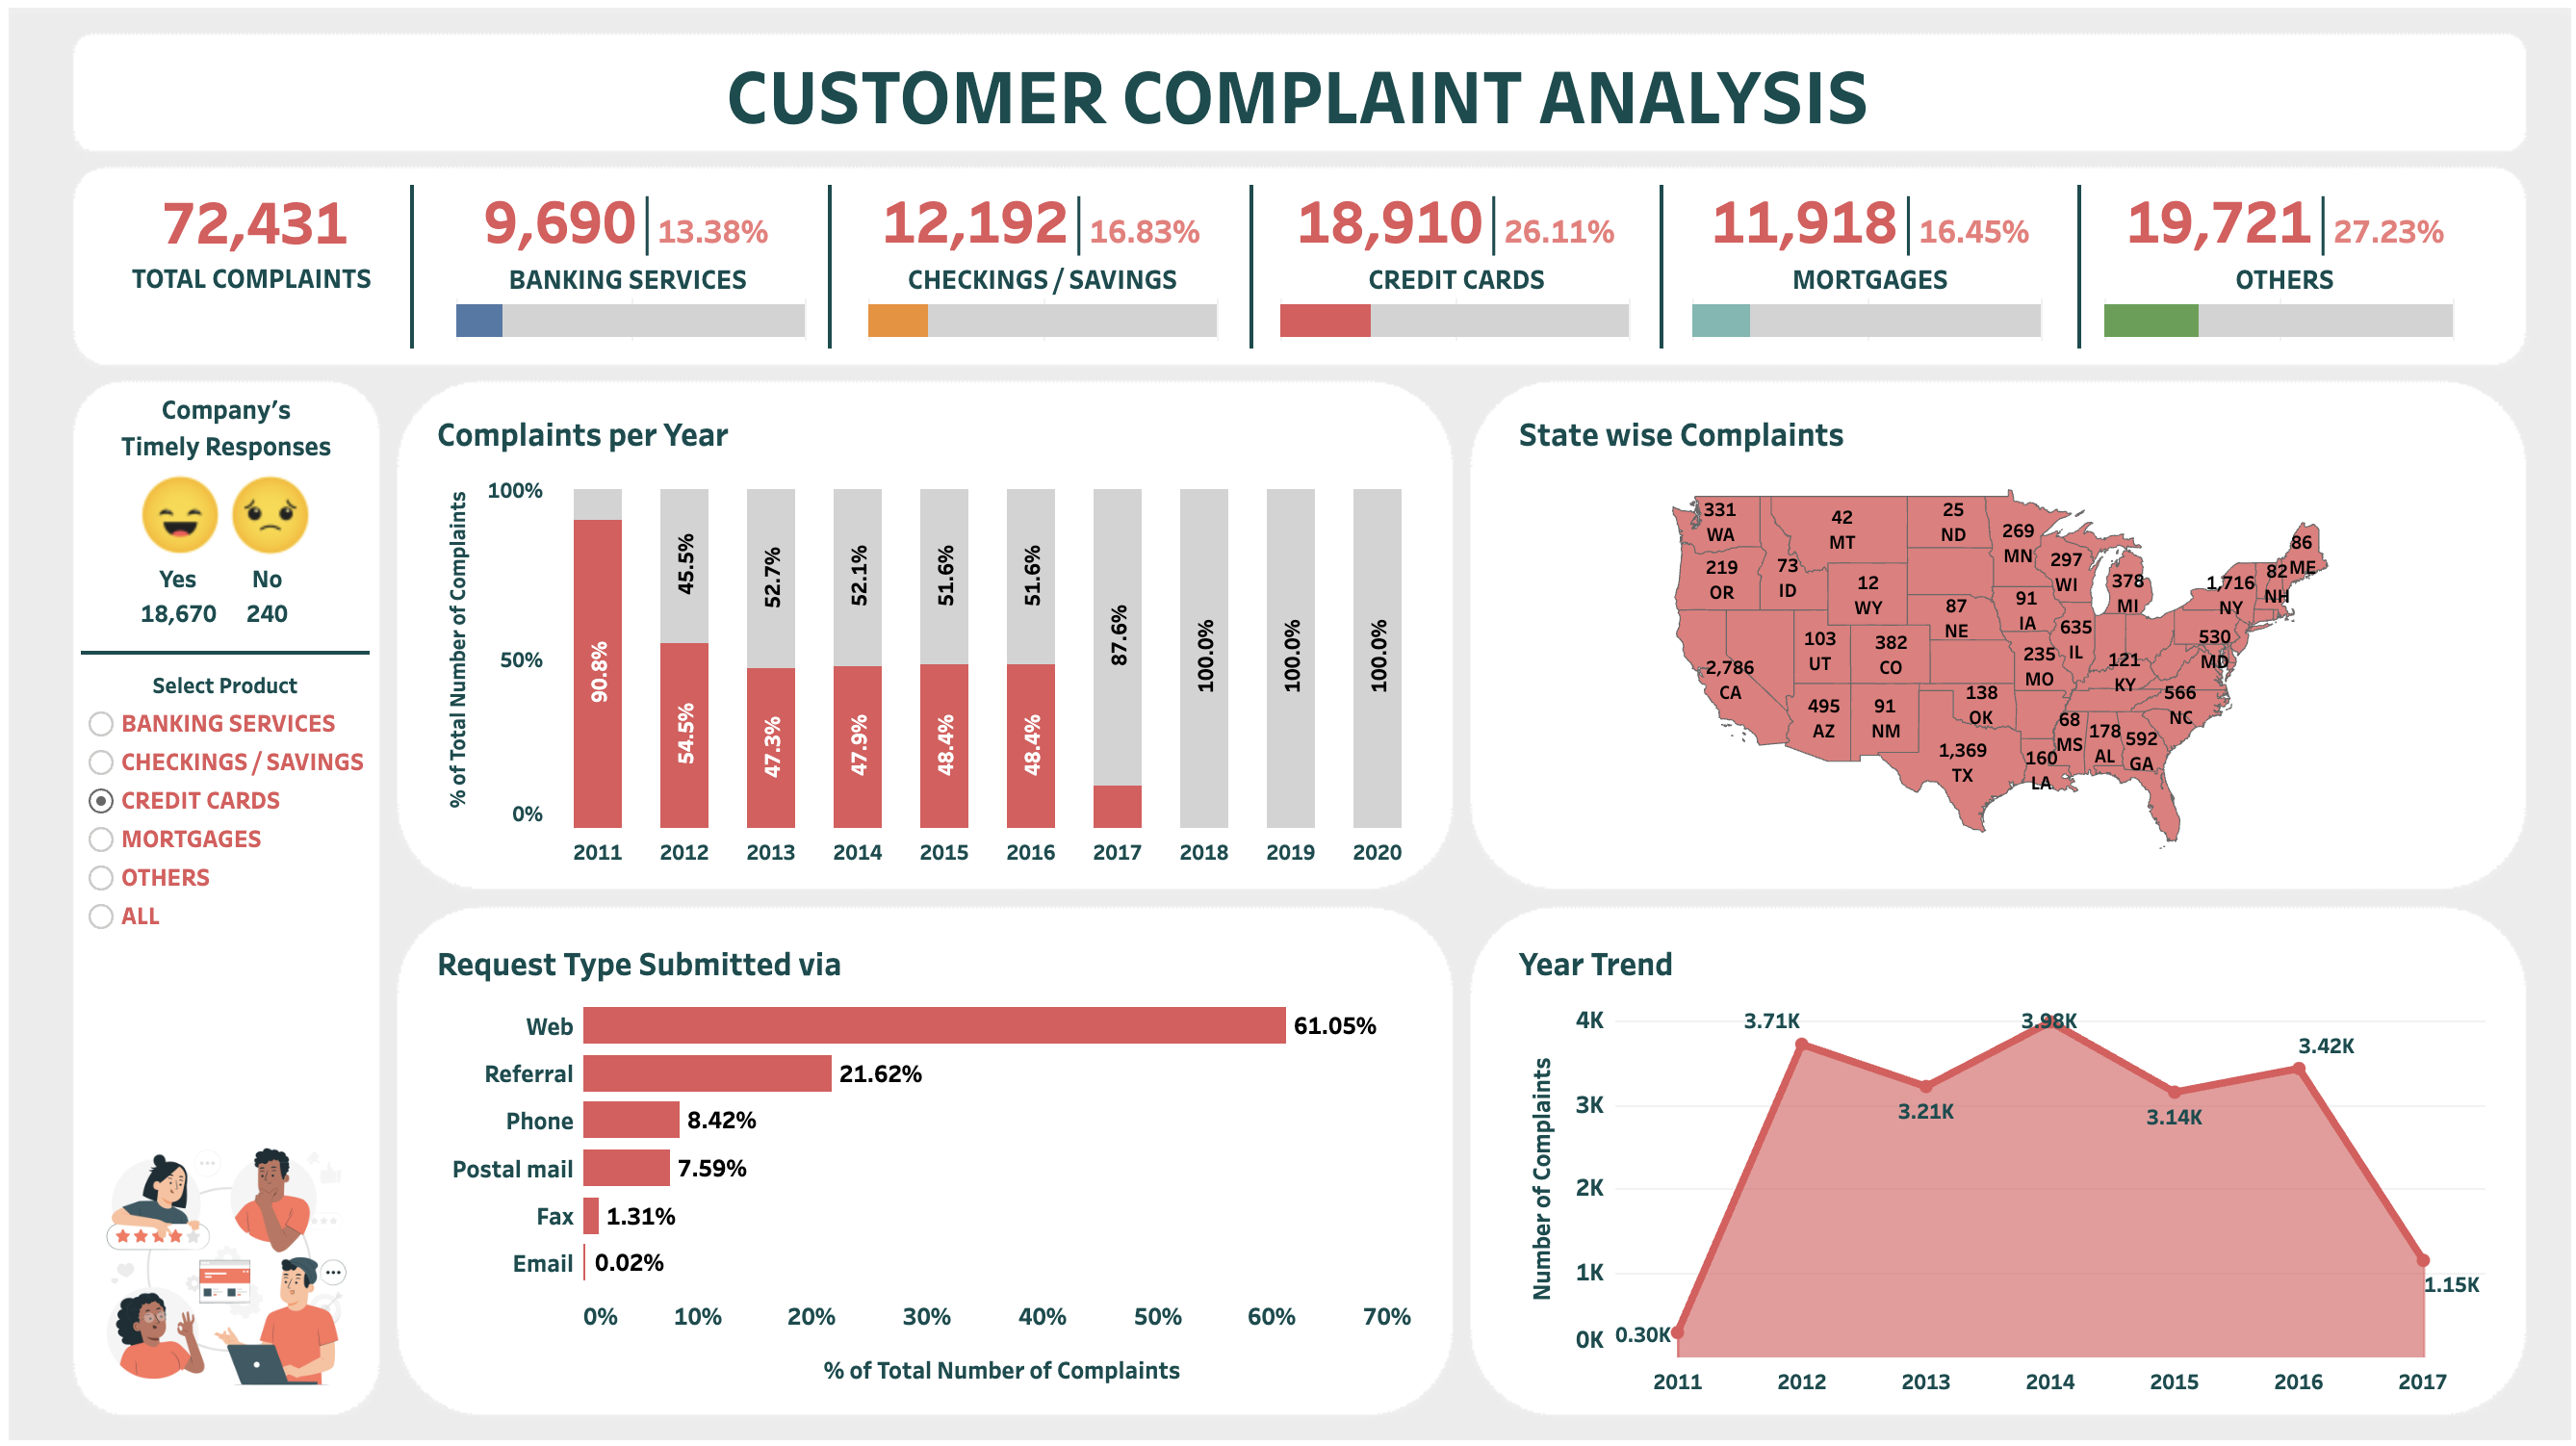 CUSTOMER COMPLAINT ANALYSIS
72,431
TOTAL COMPLAINTS
9,690 13.38%
BANKING SERVICES
12,192 16.83%
CHECKINGS / SAVINGS
18,910 26.11%
CREDIT CARDS
11,918 16.45%
MORTGAGES
19,721 27.23%
OTHERS
Company's
Timely Responses
Yes No
18,670 240
Select Product
BANKING SERVICES
CHECKINGS / SAVINGS
CREDIT CARDS
MORTGAGES
OTHERS
ALL
Complaints per Year
% of Total Number of Complaints
100%
50%
0%
90.8%
45.5%
54.5%
52.7%
47.3%
52.1%
47.9%
51.6%
48.4%
51.6%
48.4%
87.6%
100.0%
100.0%
100.0%
2011 2012 2013 2014 2015 2016 2017 2018 2019 2020
State wise Complaints
331
WA
42
MT
25
ND
269
MN
86
ME
219
OR
73
ID
12
WY
297
WI
378
MI
1,716
NY
82
NH
87
NE
91
IA
635
IL
530
MD
103
UT
382
CO
235
MO
121
KY
2,786
CA
566
NC
495
AZ
91
NM
138
OK
68
MS
178
AL
592
GA
1,369
TX
160
LA
Request Type Submitted via
Web 61.05%
Referral 21.62%
Phone 8.42%
Postal mail 7.59%
Fax 1.31%
Email 0.02%
0% 10% 20% 30% 40% 50% 60% 70%
% of Total Number of Complaints
Year Trend
Number of Complaints
4K
3K
2K
1K
0K
0.30K
3.71K
3.21K
3.98K
3.14K
3.42K
1.15K
2011 2012 2013 2014 2015 2016 2017